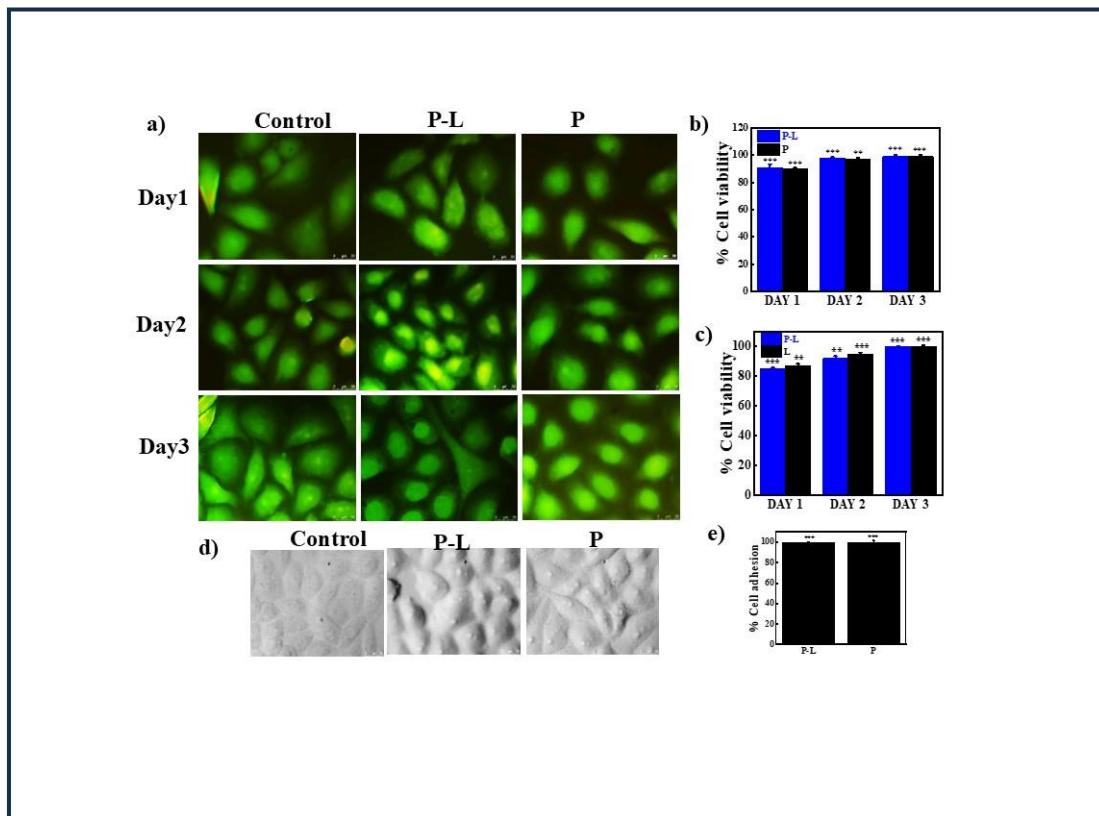 a)
Control
P-L
P
Day1
Day2
Day3
b)
% Cell viability
120
100
80
60
40
20
0
P-L
P
***
***
***
**
***
***
DAY 1
DAY 2
DAY 3
c)
% Cell viability
100
80
60
40
20
0
P-L
L
***
**
**
***
***
***
DAY 1
DAY 2
DAY 3
d)
Control
P-L
P
e)
% Cell adhesion
100
80
60
40
20
0
***
***
P-L
P